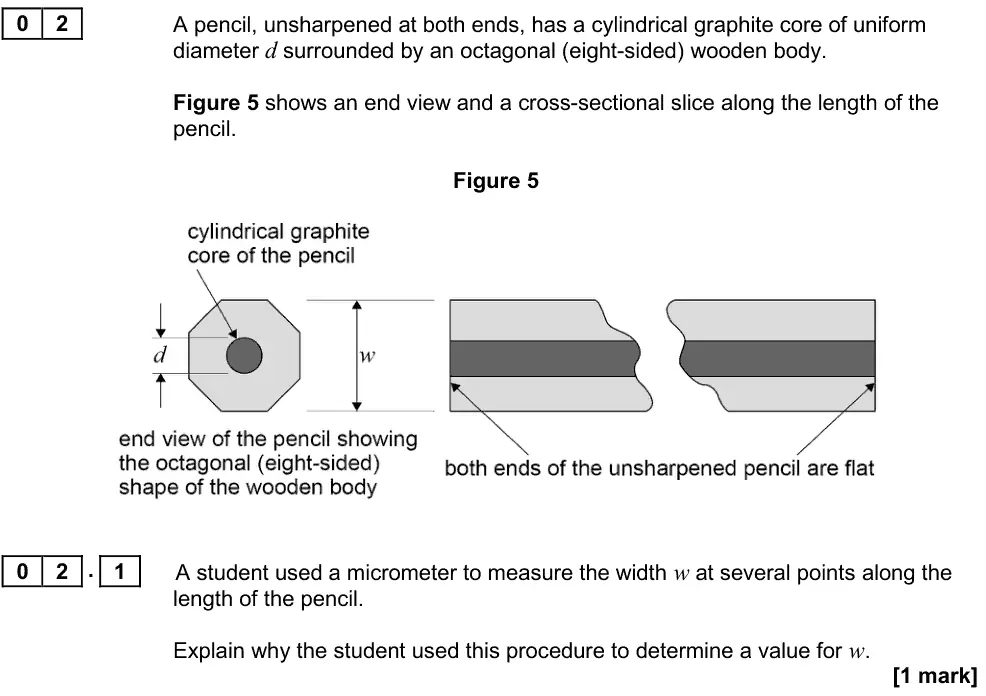 0 2
A pencil, unsharpened at both ends, has a cylindrical graphite core of uniform
diameter d surrounded by an octagonal (eight-sided) wooden body.
Figure 5 shows an end view and a cross-sectional slice along the length of the
pencil.
Figure 5
cylindrical graphite
core of the pencil
d
w
end view of the pencil showing
the octagonal (eight-sided)
shape of the wooden body
both ends of the unsharpened pencil are flat
0 2 . 1
A student used a micrometer to measure the width w at several points along the
length of the pencil.
Explain why the student used this procedure to determine a value for w.
[1 mark]